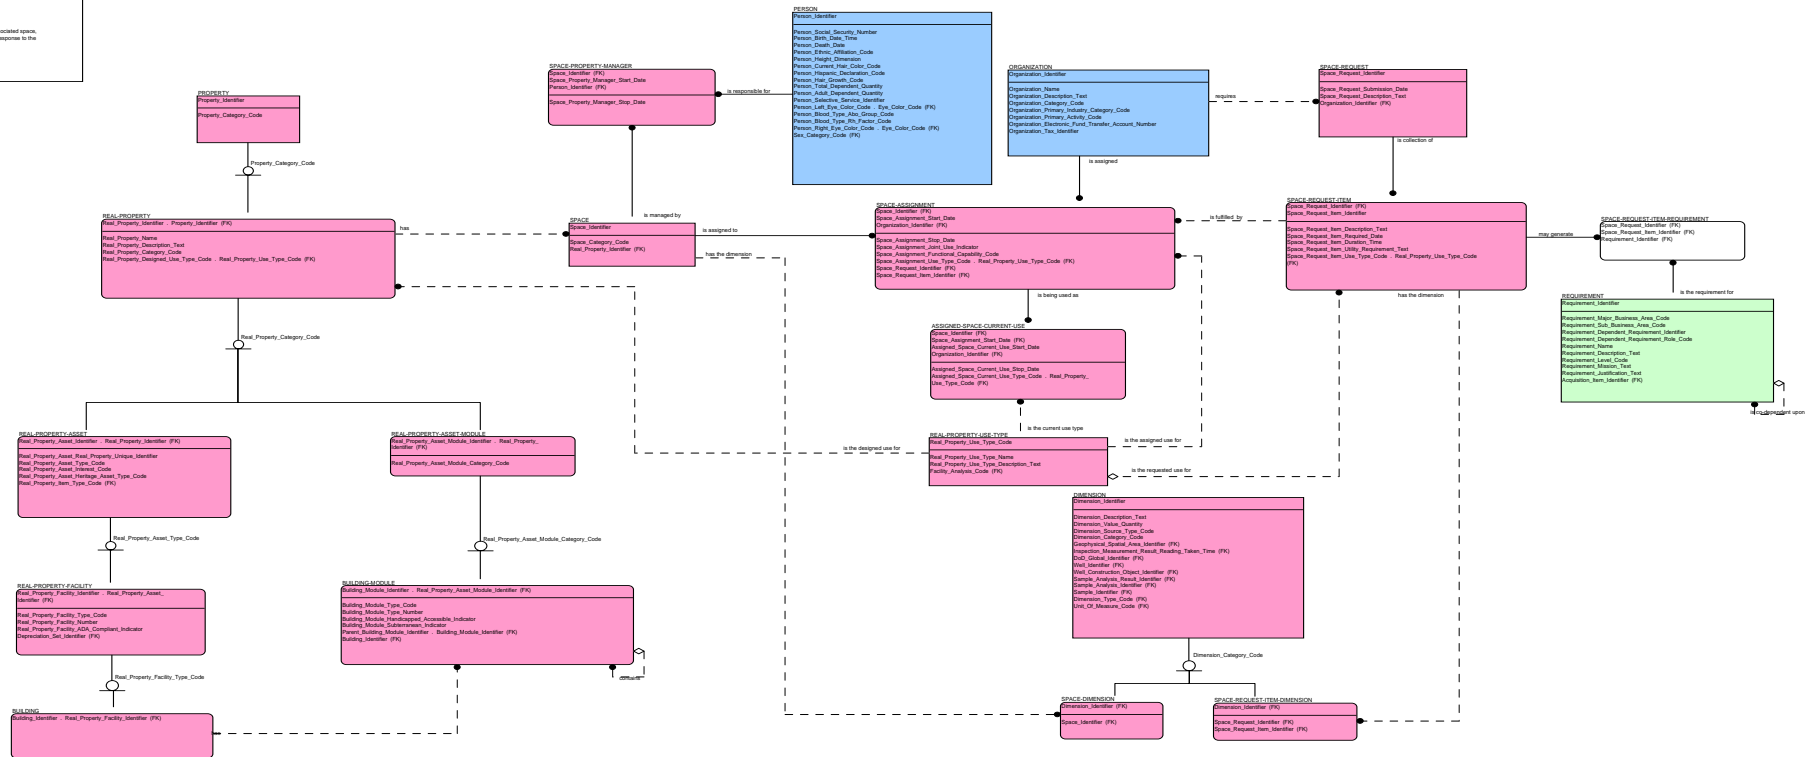 ociated space,
esponse to the
PERSON
Person_Identifier
Person_Social_Security_Number
Person_Birth_Date_Time
Person_Death_Date
Person_Ethnic_Affiliation_Code
Person_Height_Dimension
Person_Current_Hair_Color_Code
Person_Hispanic_Declaration_Code
Person_Hair_Growth_Code
Person_Total_Dependent_Quantity
Person_Adult_Dependent_Quantity
Person_Selective_Service_Identifier
Person_Left_Eye_Color_Code . Eye_Color_Code (FK)
Person_Blood_Type_Abo_Group_Code
Person_Blood_Type_Rh_Factor_Code
Person_Right_Eye_Color_Code . Eye_Color_Code (FK)
Sex_Category_Code (FK)
SPACE-PROPERTY-MANAGER
Space_Identifier (FK)
Space_Property_Manager_Start_Date
Person_Identifier (FK)
Space_Property_Manager_Stop_Date
is responsible for
ORGANIZATION
Organization_Identifier
Organization_Name
Organization_Description_Text
Organization_Category_Code
Organization_Primary_Industry_Category_Code
Organization_Primary_Activity_Code
Organization_Electronic_Fund_Transfer_Account_Number
Organization_Tax_Identifier
requires
SPACE-REQUEST
Space_Request_Identifier
Space_Request_Submission_Date
Space_Request_Description_Text
Organization_Identifier (FK)
is collection of
is assigned
PROPERTY
Property_Identifier
Property_Category_Code
Property_Category_Code
REAL-PROPERTY
Real_Property_Identifier . Property_Identifier (FK)
Real_Property_Name
Real_Property_Description_Text
Real_Property_Category_Code
Real_Property_Designed_Use_Type_Code . Real_Property_Use_Type_Code (FK)
has
SPACE
Space_Identifier
Space_Category_Code
Real_Property_Identifier (FK)
is managed by
is assigned to
has the dimension
SPACE-ASSIGNMENT
Space_Identifier (FK)
Space_Assignment_Start_Date
Organization_Identifier (FK)
Space_Assignment_Stop_Date
Space_Assignment_Joint_Use_Indicator
Space_Assignment_Functional_Capability_Code
Space_Assignment_Use_Type_Code . Real_Property_Use_Type_Code (FK)
Space_Request_Identifier (FK)
Space_Request_Item_Identifier (FK)
is fulfilled by
SPACE-REQUEST-ITEM
Space_Request_Identifier (FK)
Space_Request_Item_Identifier
Space_Request_Item_Description_Text
Space_Request_Item_Required_Date
Space_Request_Item_Duration_Time
Space_Request_Item_Utility_Requirement_Text
Space_Request_Item_Use_Type_Code . Real_Property_Use_Type_Code
(FK)
may generate
SPACE-REQUEST-ITEM-REQUIREMENT
Space_Request_Identifier (FK)
Space_Request_Item_Identifier (FK)
Requirement_Identifier (FK)
is the requirement for
REQUIREMENT
Requirement_Identifier
Requirement_Major_Business_Area_Code
Requirement_Sub_Business_Area_Code
Requirement_Dependent_Requirement_Identifier
Requirement_Dependent_Requirement_Role_Code
Requirement_Name
Requirement_Description_Text
Requirement_Level_Code
Requirement_Mission_Text
Requirement_Justification_Text
Acquisition_Item_Identifier (FK)
is co-dependent upon
is being used as
has the dimension
ASSIGNED-SPACE-CURRENT-USE
Space_Identifier (FK)
Space_Assignment_Start_Date (FK)
Assigned_Space_Current_Use_Start_Date
Organization_Identifier (FK)
Assigned_Space_Current_Use_Stop_Date
Assigned_Space_Current_Use_Type_Code . Real_Property_
Use_Type_Code (FK)
is the current use type
Real_Property_Category_Code
REAL-PROPERTY-ASSET
Real_Property_Asset_Identifier . Real_Property_Identifier (FK)
Real_Property_Asset_Real_Property_Unique_Identifier
Real_Property_Asset_Type_Code
Real_Property_Asset_Interest_Code
Real_Property_Asset_Heritage_Asset_Type_Code
Real_Property_Item_Type_Code (FK)
REAL-PROPERTY-ASSET-MODULE
Real_Property_Asset_Module_Identifier . Real_Property_
Identifier (FK)
Real_Property_Asset_Module_Category_Code
is the designed use for
REAL-PROPERTY-USE-TYPE
Real_Property_Use_Type_Code
Real_Property_Use_Type_Name
Real_Property_Use_Type_Description_Text
Facility_Analysis_Code (FK)
is the assigned use for
is the requested use for
DIMENSION
Dimension_Identifier
Dimension_Description_Text
Dimension_Value_Quantity
Dimension_Source_Type_Code
Dimension_Category_Code
Geophysical_Spatial_Area_Identifier (FK)
Inspection_Measurement_Result_Reading_Taken_Time (FK)
DoD_Global_Identifier (FK)
Well_Identifier (FK)
Well_Construction_Object_Identifier (FK)
Sample_Analysis_Result_Identifier (FK)
Sample_Analysis_Identifier (FK)
Sample_Identifier (FK)
Dimension_Type_Code (FK)
Unit_Of_Measure_Code (FK)
Real_Property_Asset_Type_Code
Real_Property_Asset_Module_Category_Code
REAL-PROPERTY-FACILITY
Real_Property_Facility_Identifier . Real_Property_Asset_
Identifier (FK)
Real_Property_Facility_Type_Code
Real_Property_Facility_Number
Real_Property_Facility_ADA_Compliant_Indicator
Depreciation_Set_Identifier (FK)
BUILDING-MODULE
Building_Module_Identifier . Real_Property_Asset_Module_Identifier (FK)
Building_Module_Type_Code
Building_Module_Type_Number
Building_Module_Handicapped_Accessible_Indicator
Building_Module_Subterranean_Indicator
Parent_Building_Module_Identifier . Building_Module_Identifier (FK)
Building_Identifier (FK)
contains
Real_Property_Facility_Type_Code
Dimension_Category_Code
BUILDING
Building_Identifier . Real_Property_Facility_Identifier (FK)
has
SPACE-DIMENSION
Dimension_Identifier (FK)
Space_Identifier (FK)
SPACE-REQUEST-ITEM-DIMENSION
Dimension_Identifier (FK)
Space_Request_Identifier (FK)
Space_Request_Item_Identifier (FK)